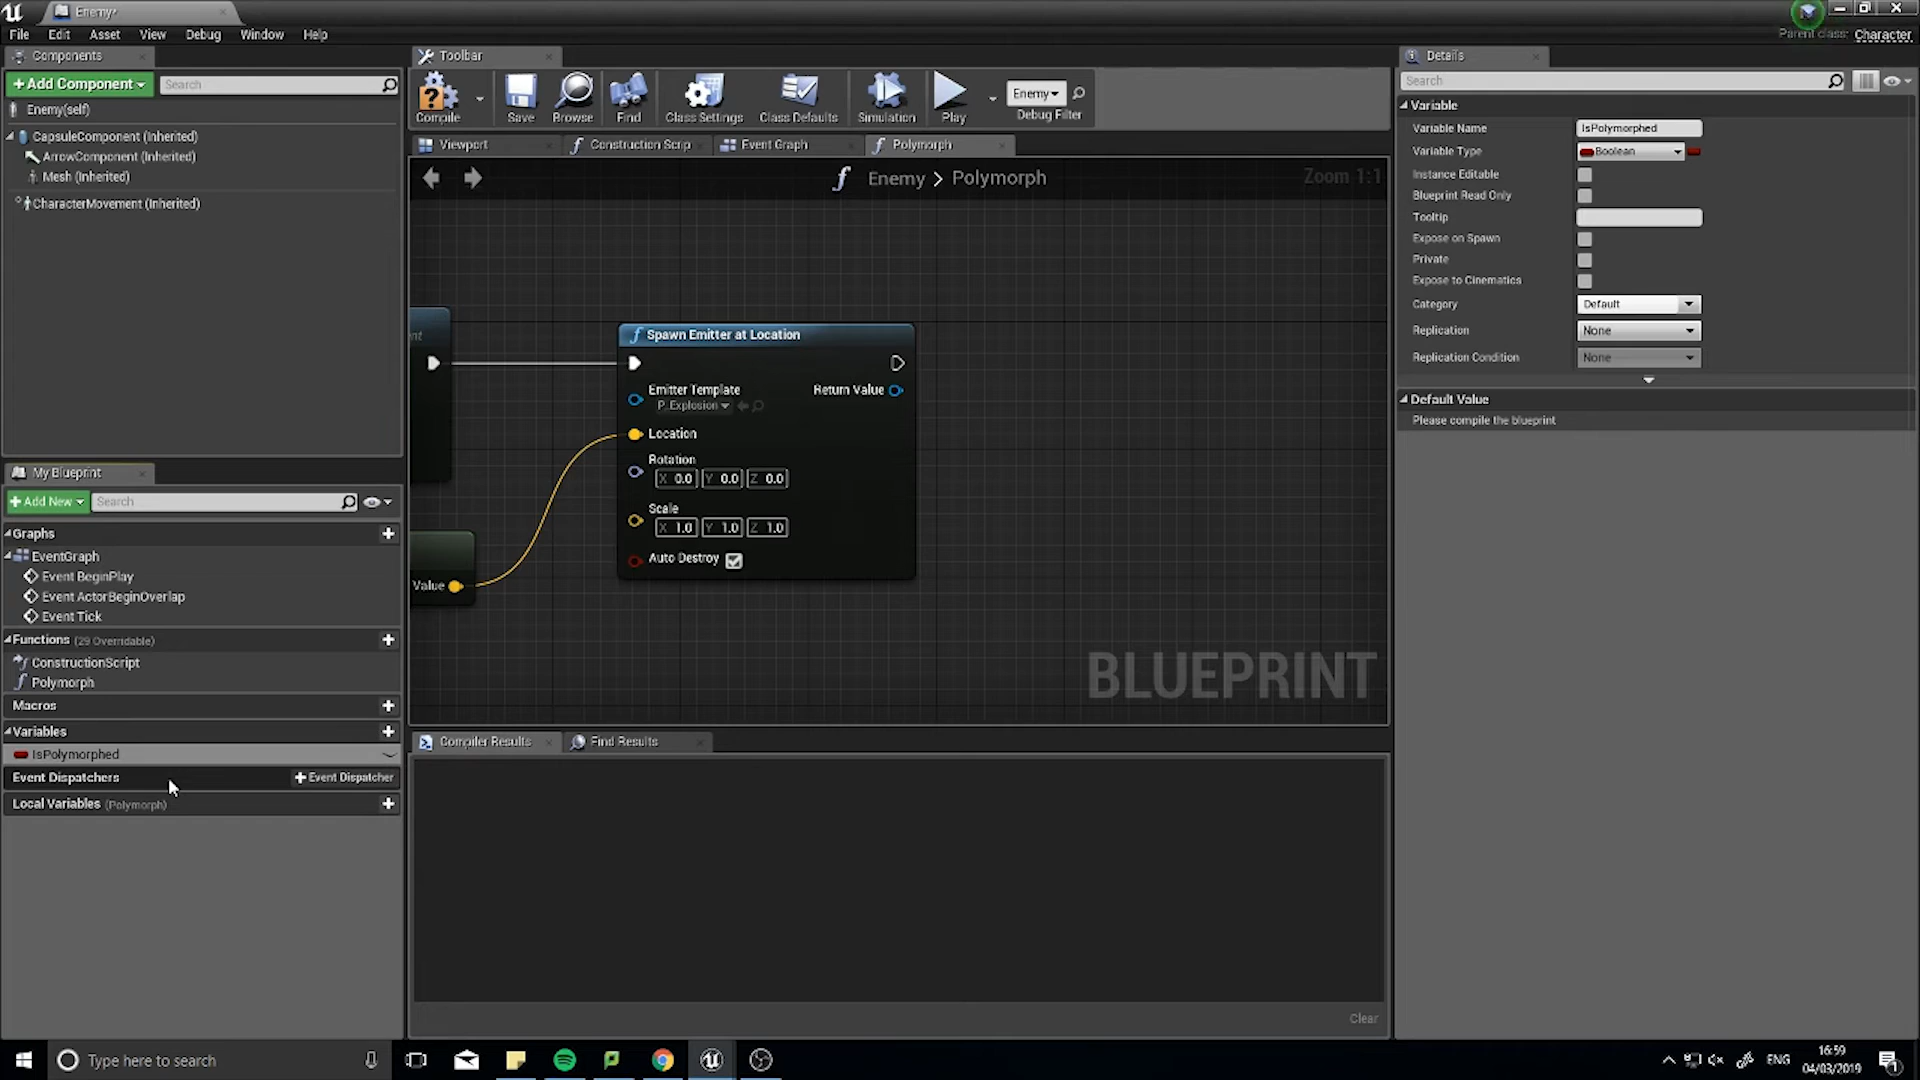 Enemy*
File Edit Asset View Debug Window Help
Parent class: Character
Components
+Add Component
Search
Enemy(self)
CapsuleComponent (Inherited)
ArrowComponent (Inherited)
Mesh (Inherited)
CharacterMovement (Inherited)
Toolbar
Compile
Save
Browse
Find
Class Settings
Class Defaults
Simulation
Play
Enemy
Debug Filter
Viewport
Construction Scrip
Event Graph
Polymorph
Enemy > Polymorph
Zoom 1:1
Spawn Emitter at Location
Emitter Template
P_Explosion
Return Value
Location
Rotation
X 0.0 Y 0.0 Z 0.0
Scale
X 1.0 Y 1.0 Z 1.0
Auto Destroy
Value
BLUEPRINT
My Blueprint
+Add New
Search
Graphs
EventGraph
Event BeginPlay
Event ActorBeginOverlap
Event Tick
Functions (29 Overridable)
ConstructionScript
Polymorph
Macros
Variables
IsPolymorphed
Event Dispatchers
+Event Dispatcher
Local Variables (Polymorph)
Compiler Results
Find Results
Clear
Details
Search
Variable
Variable Name IsPolymorphed
Variable Type Boolean
Instance Editable
Blueprint Read Only
Tooltip
Expose on Spawn
Private
Expose to Cinematics
Category Default
Replication None
Replication Condition None
Default Value
Please compile the blueprint
Type here to search
ENG
16:59
04/03/2019